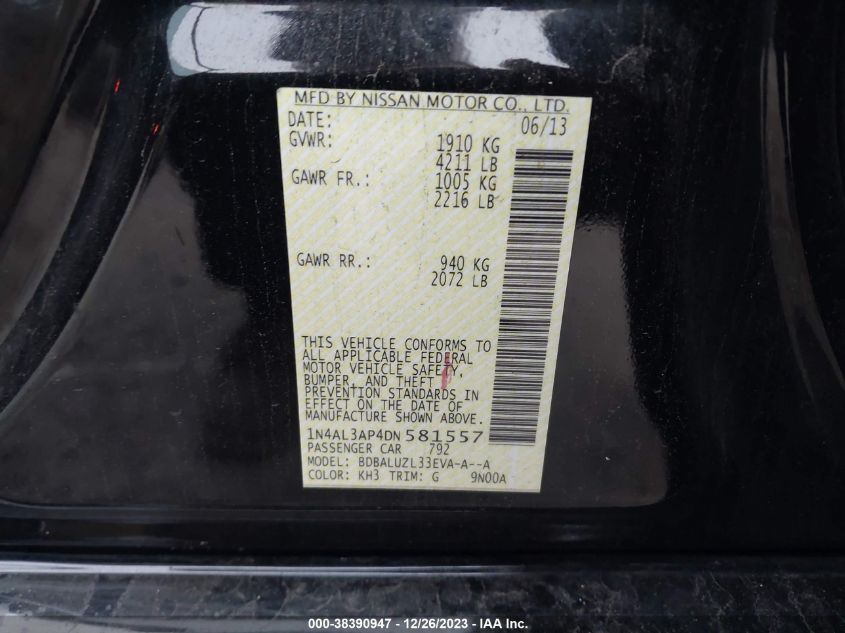 MFD BY NISSAN MOTOR CO., LTD.
DATE: 06/13
GVWR: 1910 KG
4211 LB
GAWR FR.: 1005 KG
2216 LB
GAWR RR.: 940 KG
2072 LB
THIS VEHICLE CONFORMS TO
ALL APPLICABLE FEDERAL
MOTOR VEHICLE SAFETY,
BUMPER, AND THEFT
PREVENTION STANDARDS IN
EFFECT ON THE DATE OF
MANUFACTURE SHOWN ABOVE.
1N4AL3AP4DN 581557
PASSENGER CAR 792
MODEL: BDBALUZL33EVA-A--A
COLOR: KH3 TRIM: G 9N00A
000-38390947 - 12/26/2023 - IAA Inc.